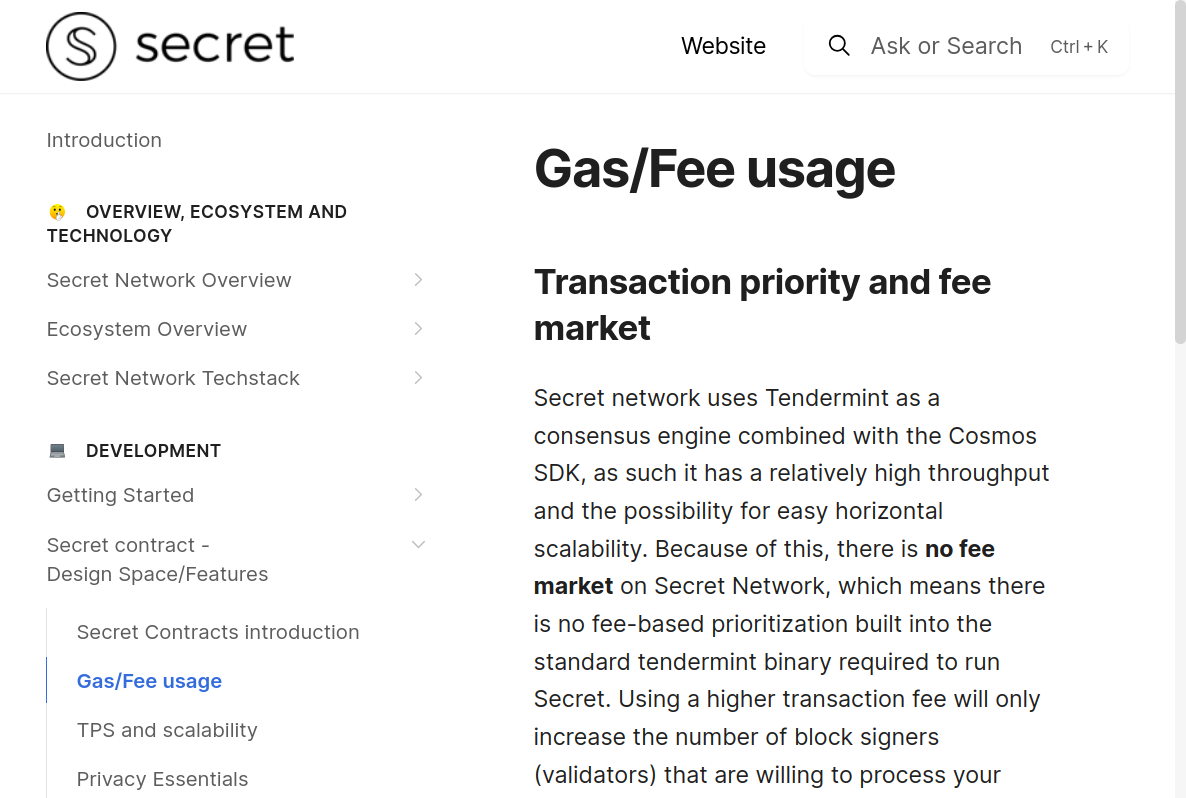 secret
Website
Ask or Search Ctrl + K
Introduction
OVERVIEW, ECOSYSTEM AND
TECHNOLOGY
Secret Network Overview
Ecosystem Overview
Secret Network Techstack
DEVELOPMENT
Getting Started
Secret contract -
Design Space/Features
Secret Contracts introduction
Gas/Fee usage
TPS and scalability
Privacy Essentials
Gas/Fee usage
Transaction priority and fee
market
Secret network uses Tendermint as a
consensus engine combined with the Cosmos
SDK, as such it has a relatively high throughput
and the possibility for easy horizontal
scalability. Because of this, there is no fee
market on Secret Network, which means there
is no fee-based prioritization built into the
standard tendermint binary required to run
Secret. Using a higher transaction fee will only
increase the number of block signers
(validators) that are willing to process your